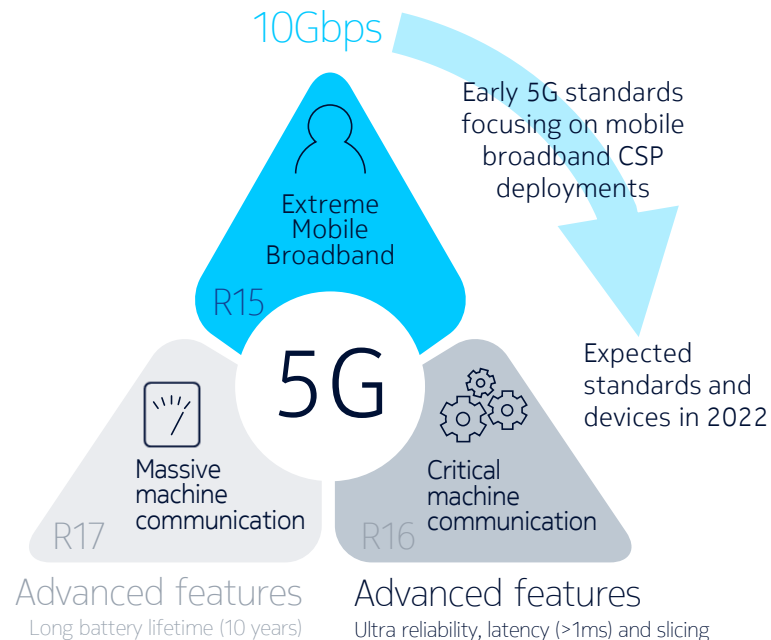 10Gbps
Early 5G standards
focusing on mobile
broadband CSP
deployments
Extreme
Mobile
Broadband
R15
5G
Expected
standards and
devices in 2022
Massive
machine
communication
R17
Critical
machine
communication
R16
Advanced features
Long battery lifetime (10 years)
Advanced features
Ultra reliability, latency (>1ms) and slicing